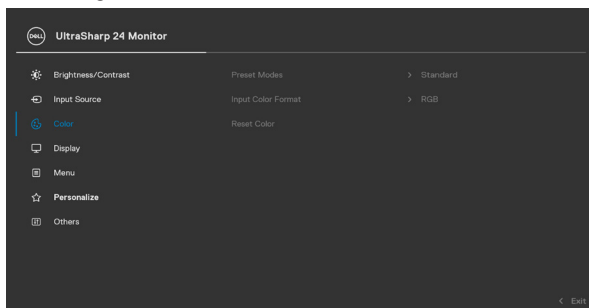 DELL UltraSharp 24 Monitor
Brightness/Contrast Preset Modes > Standard
Input Source Input Color Format > RGB
Color Reset Color
Display
Menu
Personalize
Others
< Exit